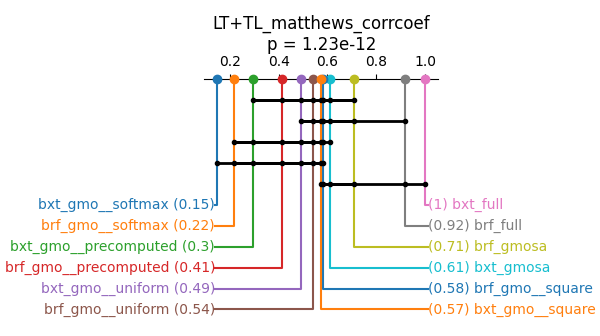 LT+TL_matthews_corrcoef
p = 1.23e-12
0.2 0.4 0.6 0.8 1.0
bxt_gmo__softmax (0.15) (1) bxt_full
brf_gmo__softmax (0.22) (0.92) brf_full
bxt_gmo__precomputed (0.3) (0.71) brf_gmosa
brf_gmo__precomputed (0.41) (0.61) bxt_gmosa
bxt_gmo__uniform (0.49) (0.58) brf_gmo__square
brf_gmo__uniform (0.54) (0.57) bxt_gmo__square